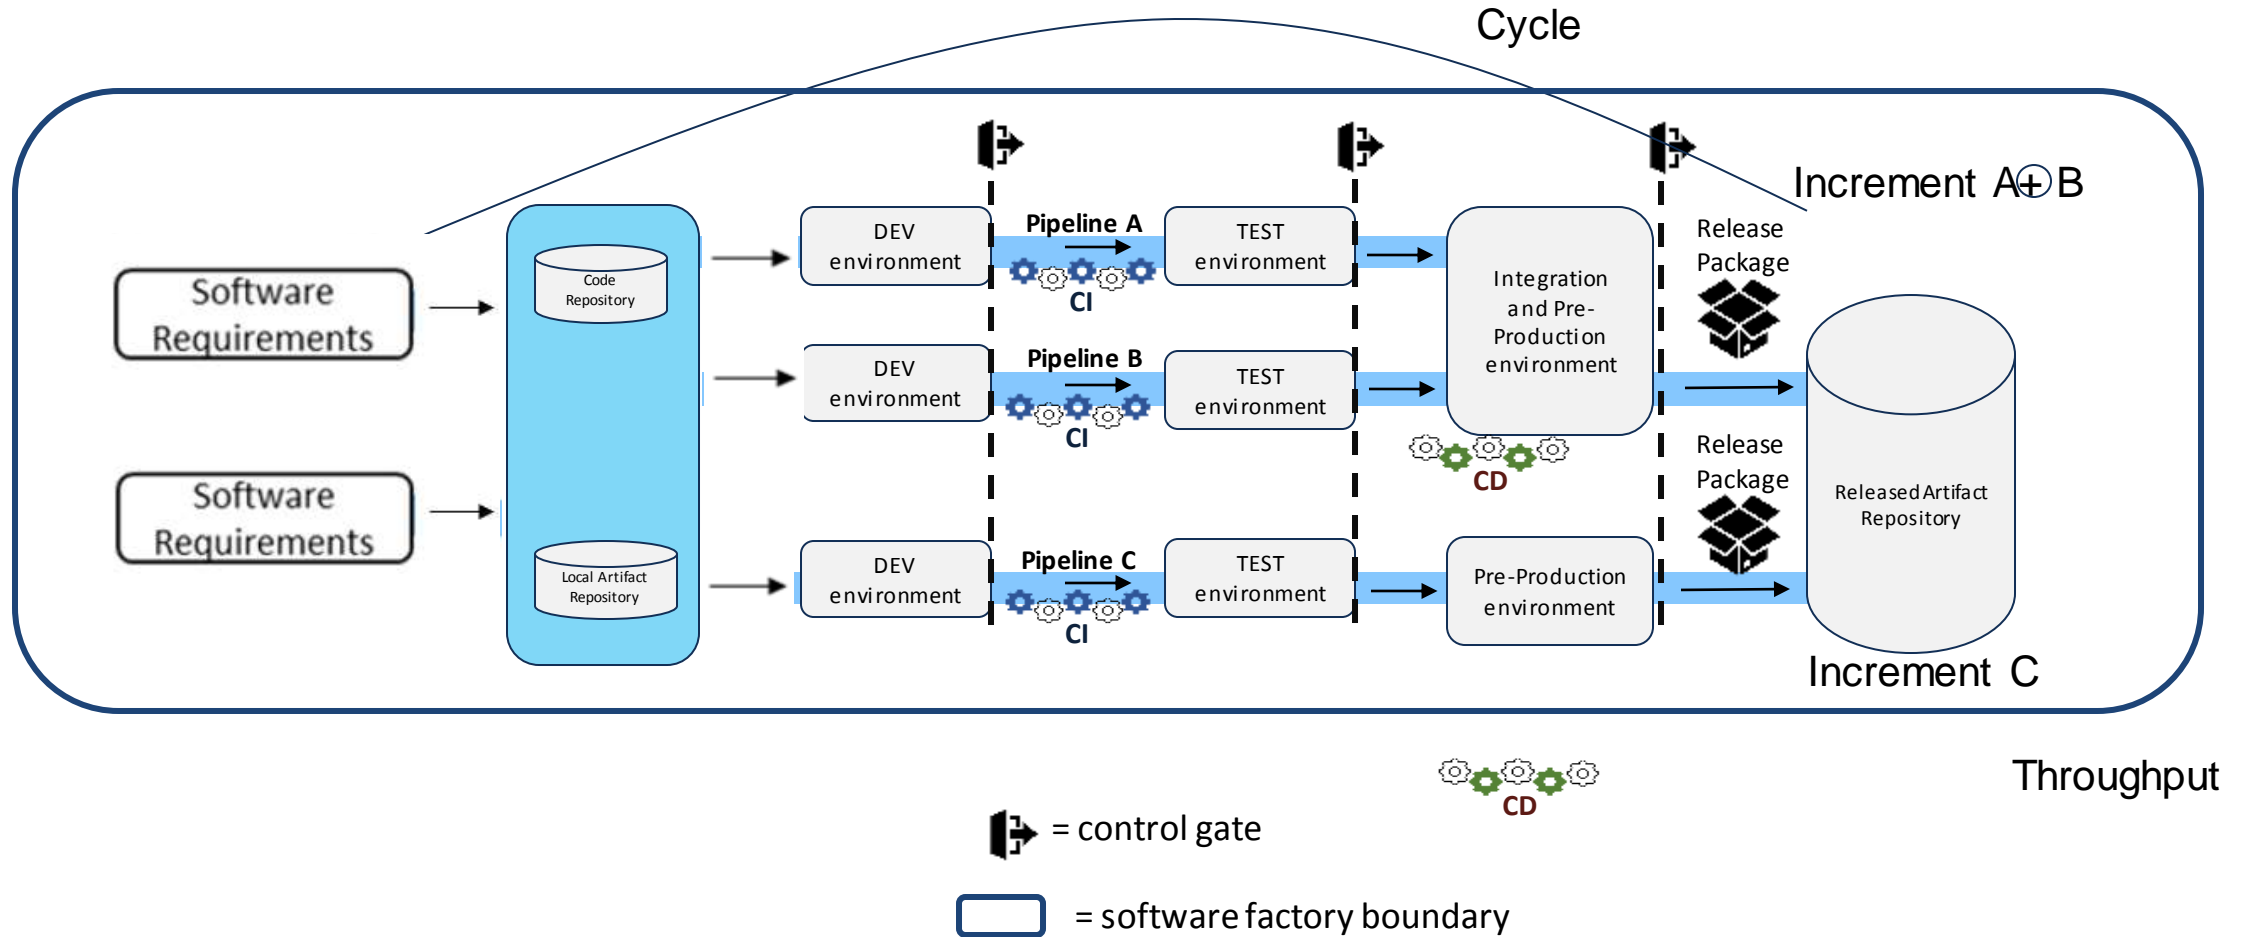 Cycle
Increment A+B
Software
Requirements
Software
Requirements
Code
Repository
Local Artifact
Repository
DEV
environment
Pipeline A
CI
TEST
environment
DEV
environment
Pipeline B
CI
TEST
environment
DEV
environment
Pipeline C
CI
TEST
environment
Integration
and Pre-
Production
environment
CD
Pre-Production
environment
Release
Package
Release
Package
Released Artifact
Repository
Increment C
CD
Throughput
= control gate
= software factory boundary